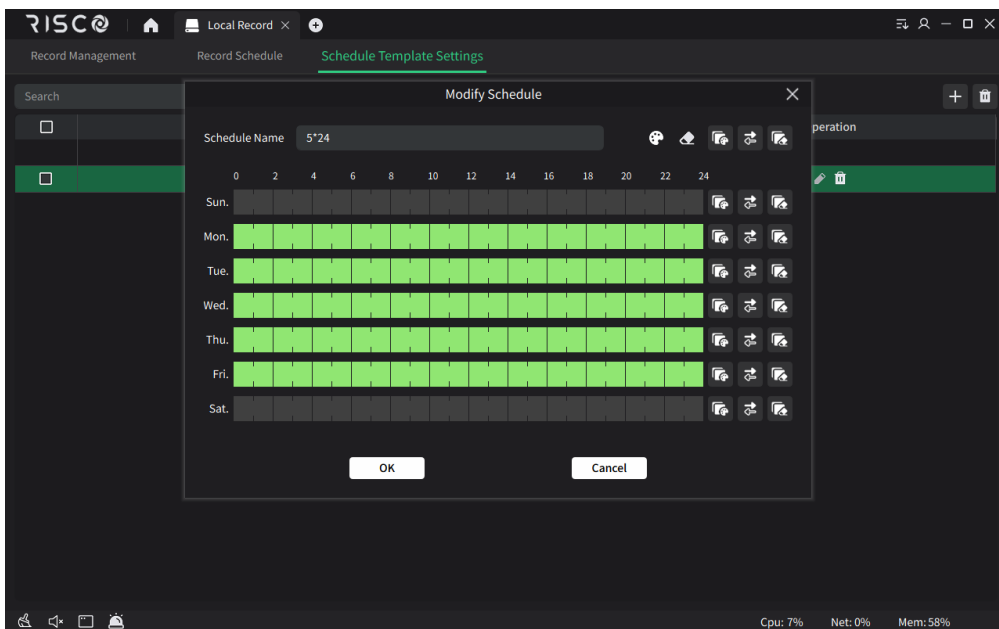 RISCO
Local Record
Record Management Record Schedule Schedule Template Settings
Search
Modify Schedule
peration
Schedule Name 5*24
0 2 4 6 8 10 12 14 16 18 20 22 24
Sun.
Mon.
Tue.
Wed.
Thu.
Fri.
Sat.
OK Cancel
Cpu: 7% Net: 0% Mem: 58%